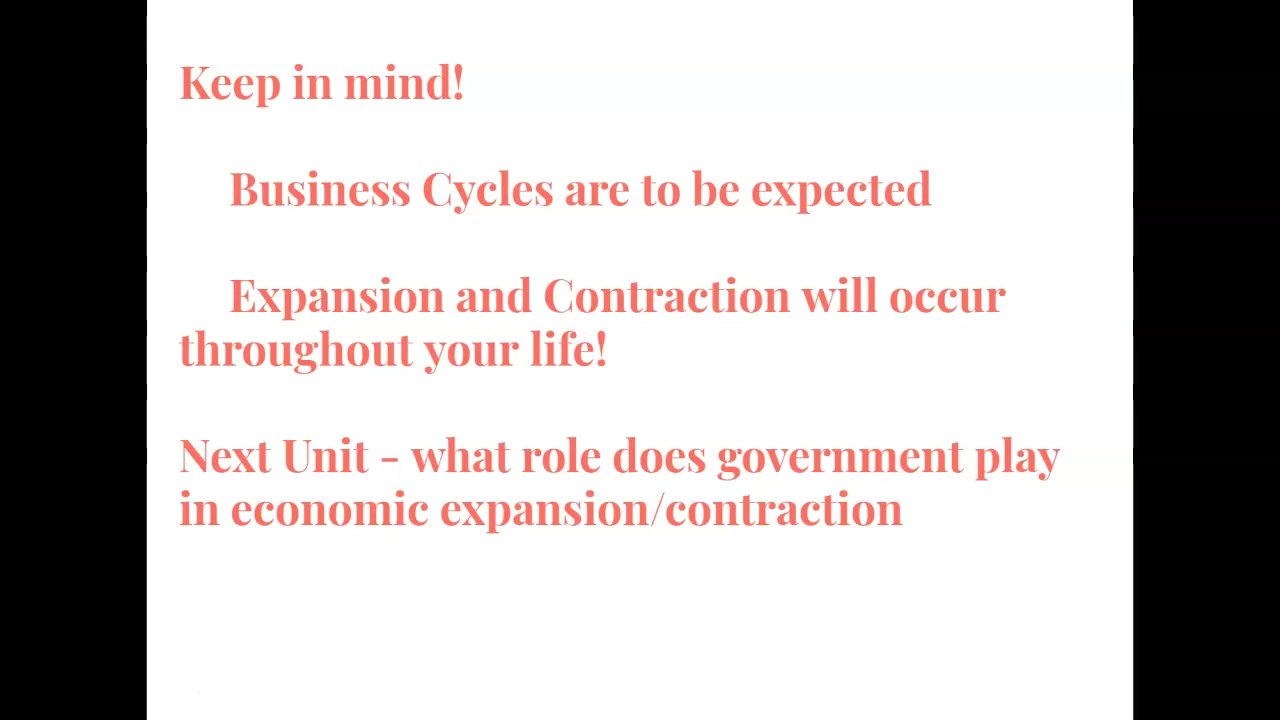 Keep in mind!
Business Cycles are to be expected
Expansion and Contraction will occur
throughout your life!
Next Unit - what role does government play
in economic expansion/contraction